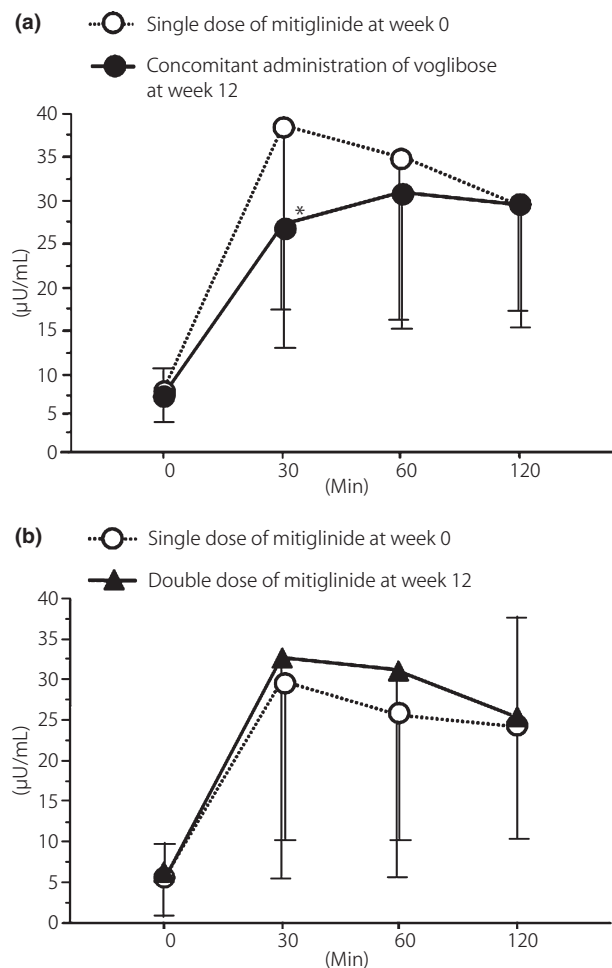 (a)
Single dose of mitiglinide at week 0
Concomitant administration of voglibose
at week 12
40
35
30
25
20
15
10
5
0
(µU/mL)
*
0 30 60 120
(Min)
(b)
Single dose of mitiglinide at week 0
Double dose of mitiglinide at week 12
40
35
30
25
20
15
10
5
0
(µU/mL)
0 30 60 120
(Min)